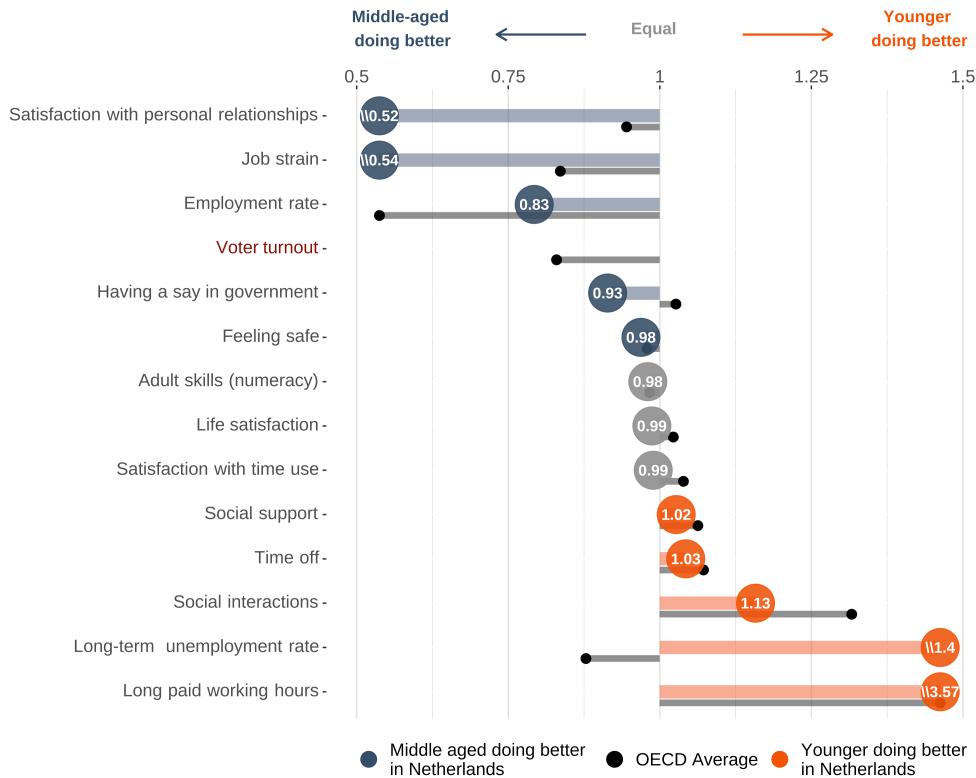 Middle-aged
doing better
Equal
Younger
doing better
0.5 0.75 1 1.25 1.5
Satisfaction with personal relationships
\\0.52
Job strain
\\0.54
Employment rate
0.83
Voter turnout
Having a say in government
0.93
Feeling safe
0.98
Adult skills (numeracy)
0.98
Life satisfaction
0.99
Satisfaction with time use
0.99
Social support
1.02
Time off
1.03
Social interactions
1.13
Long-term  unemployment rate
\\1.4
Long paid working hours
\\3.57
Middle aged doing better
in Netherlands
OECD Average
Younger doing better
in Netherlands